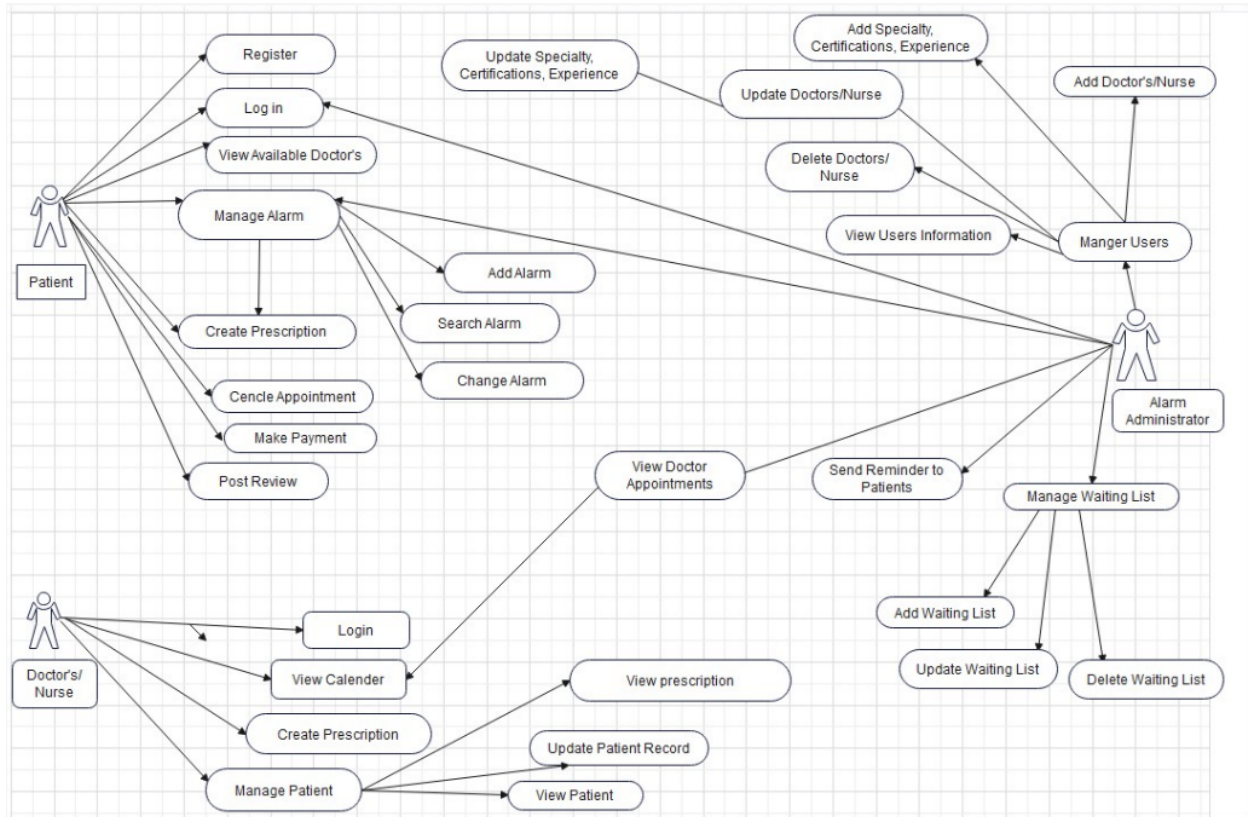 Register
Update Specialty,
Certifications, Experience
Add Specialty,
Certifications, Experience
Add Doctor's/Nurse
Log in
Update Doctors/Nurse
View Available Doctor's
Delete Doctors/
Nurse
Manage Alarm
View Users Information
Manger Users
Patient
Add Alarm
Create Prescription
Search Alarm
Change Alarm
Cencle Appointment
Alarm
Administrator
Make Payment
Post Review
View Doctor
Appointments
Send Reminder to
Patients
Manage Waiting List
Add Waiting List
Login
Update Waiting List
Delete Waiting List
Doctor's/
Nurse
View Calender
View prescription
Create Prescription
Update Patient Record
Manage Patient
View Patient